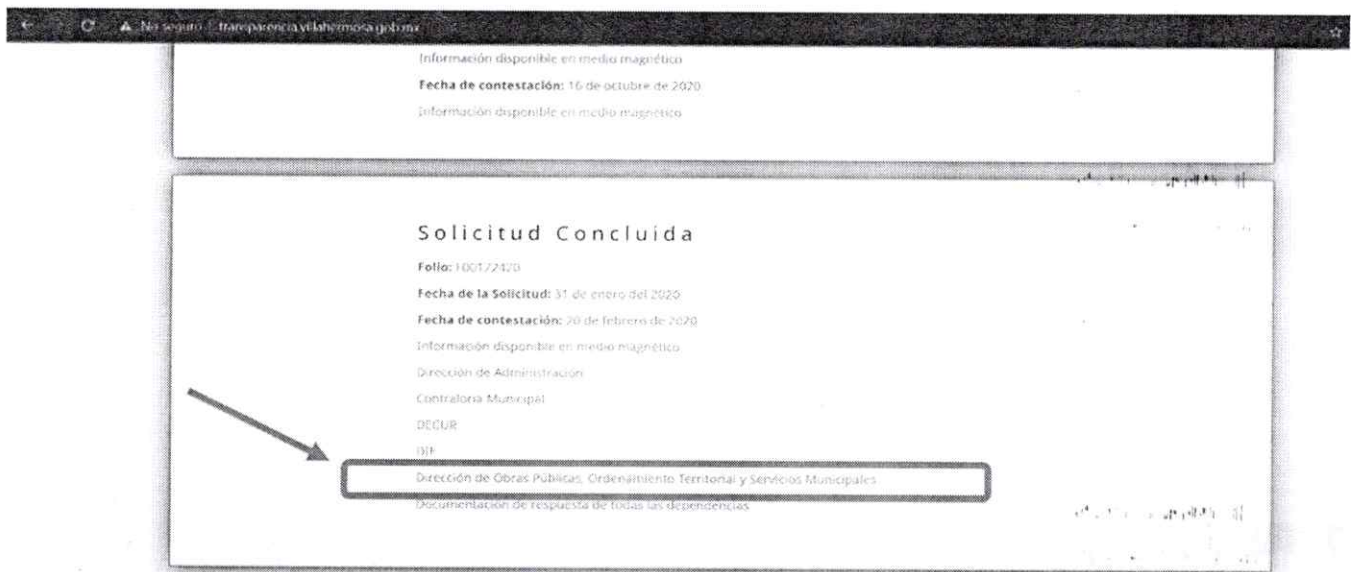 No seguro transparencia.villahermosa.gob.mx
Información disponible en medio magnético
Fecha de contestación: 16 de octubre de 2020
Información disponible en medio magnético
Solicitud Concluida
Folio:
Fecha de la Solicitud: 31 de enero del 2020
Fecha de contestación: 20 de febrero de 2020
Información disponible en medio magnético
Dirección de Administración
Contraloria Municipal
DECUR
DIF
Dirección de Obras Públicas, Ordenamiento Territorial y Servicios Municipales
Documentación de respuesta de todas las dependencias